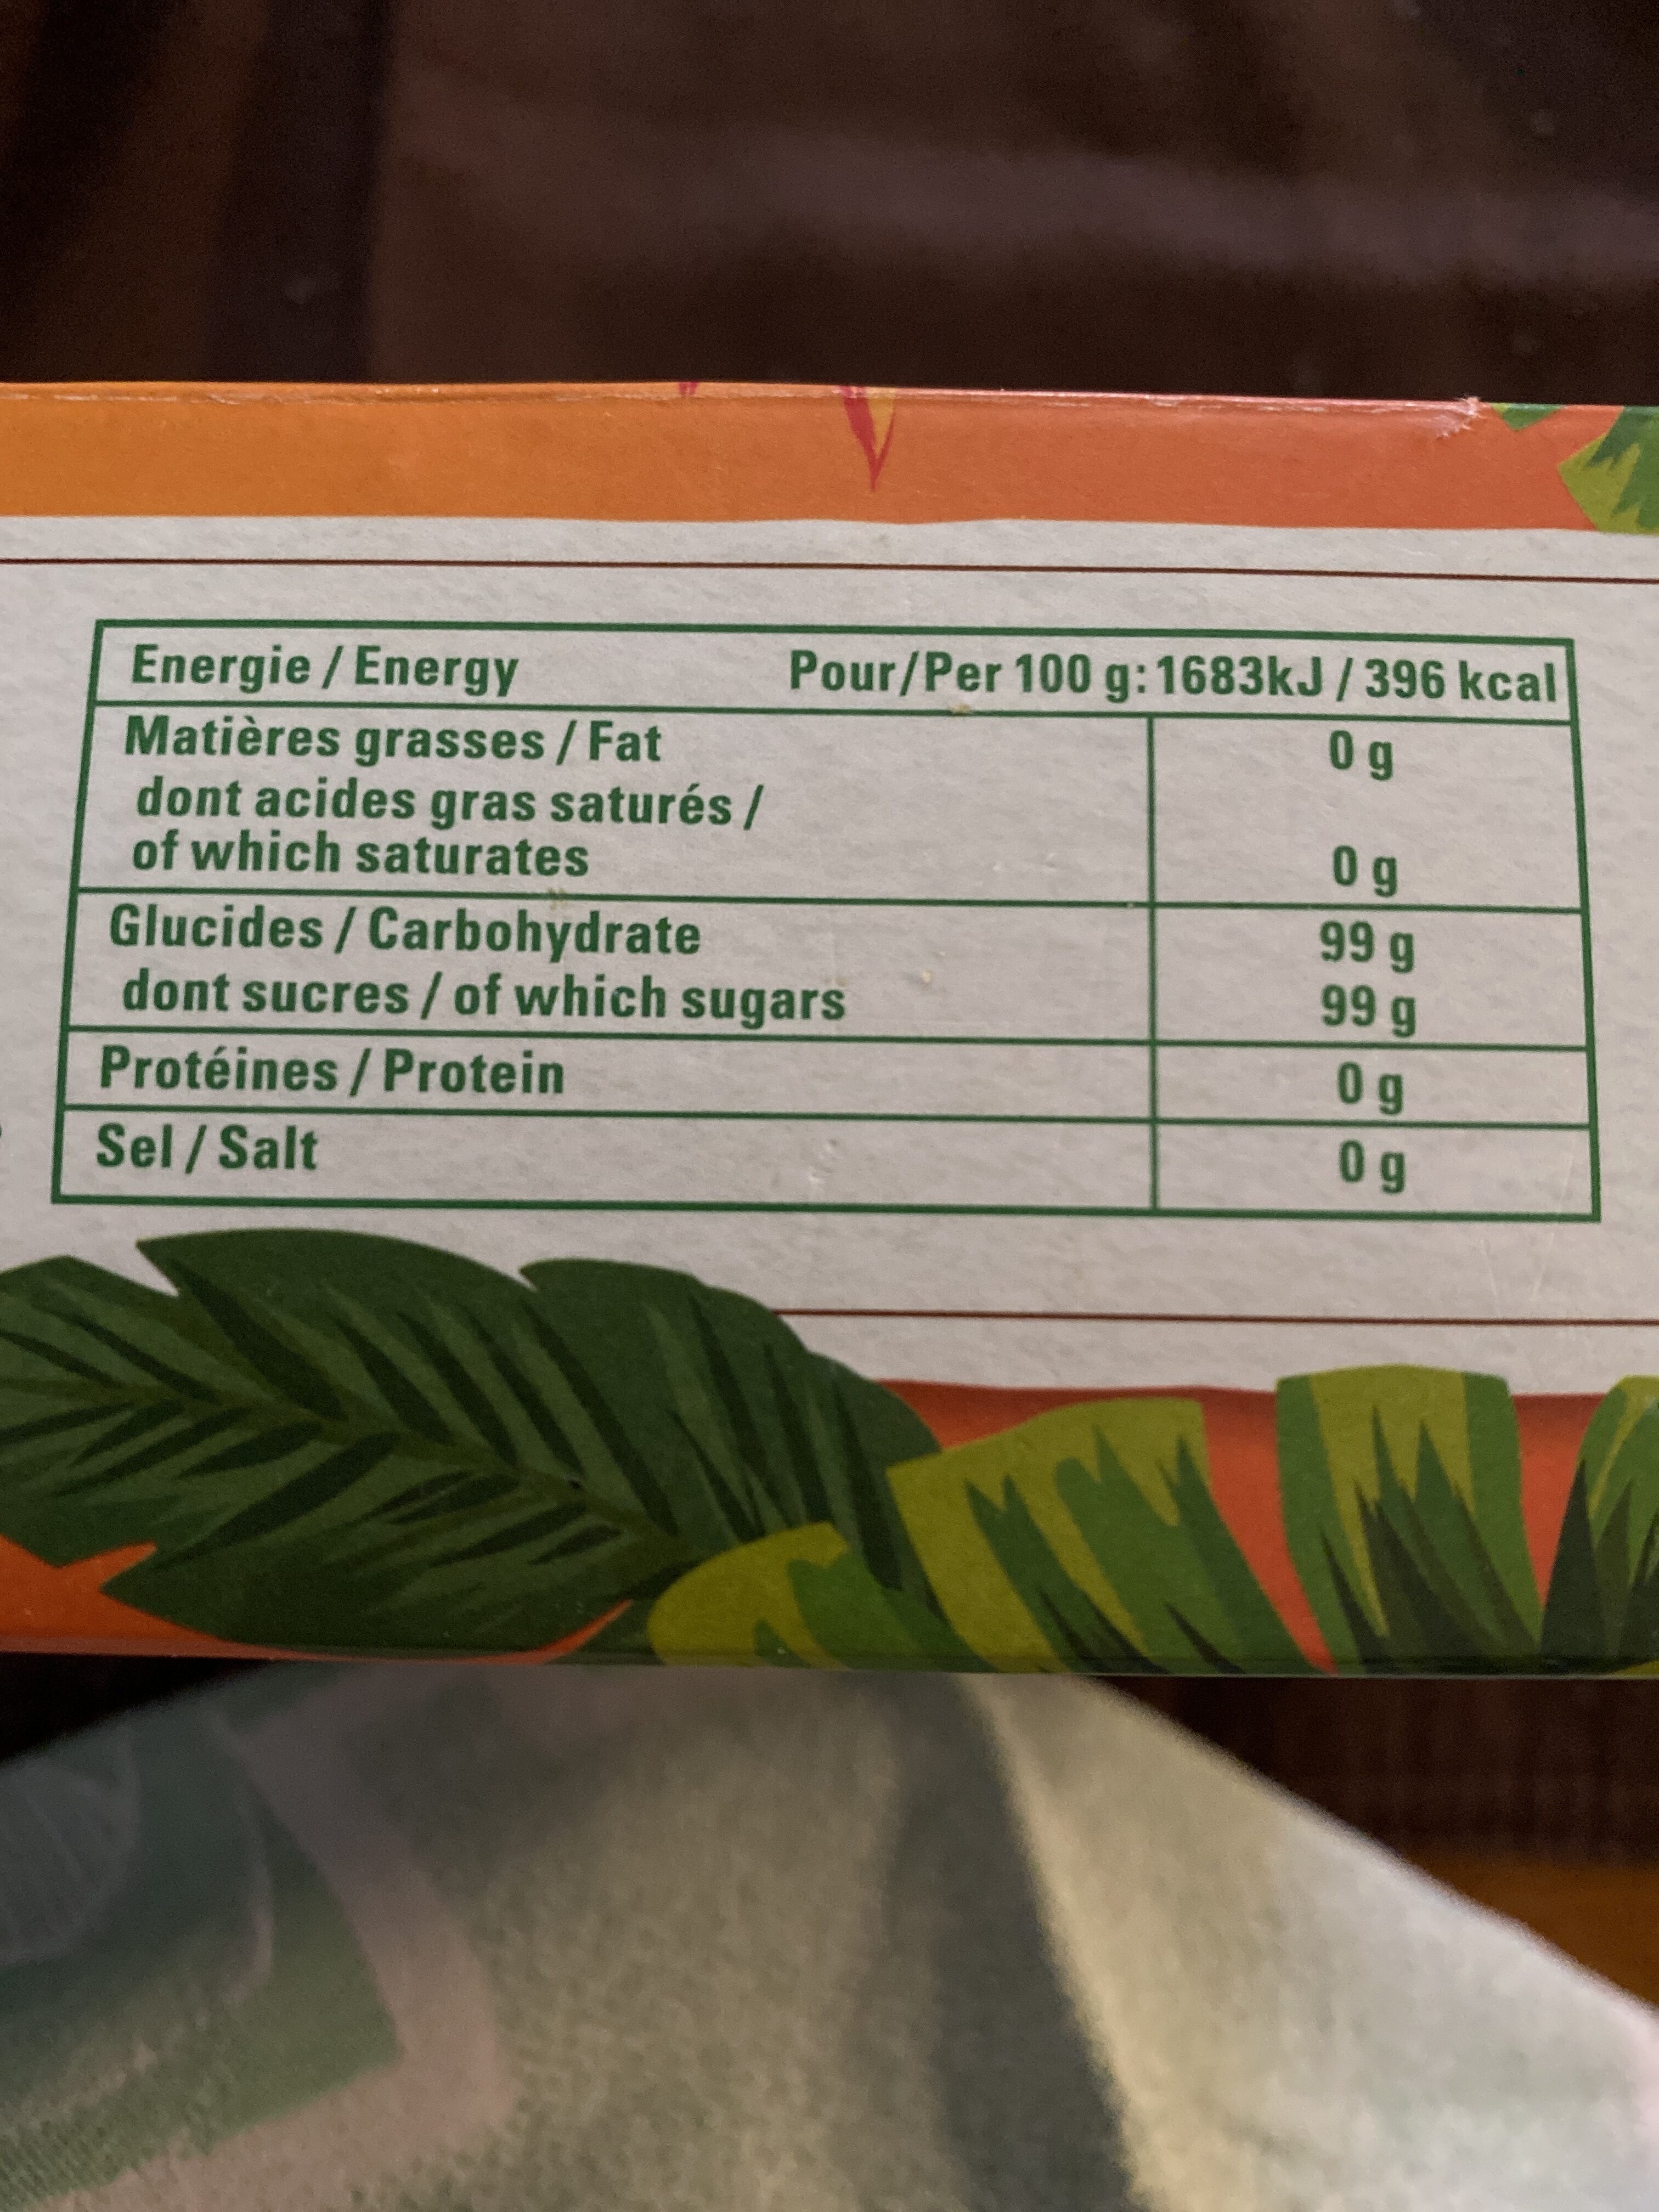 Energie / Energy Pour/Per 100 g: 1683kJ / 396 kcal
Matières grasses / Fat 0 g
dont acides gras saturés /
of which saturates 0 g
Glucides / Carbohydrate 99 g
dont sucres / of which sugars 99 g
Protéines / Protein 0 g
Sel / Salt 0 g